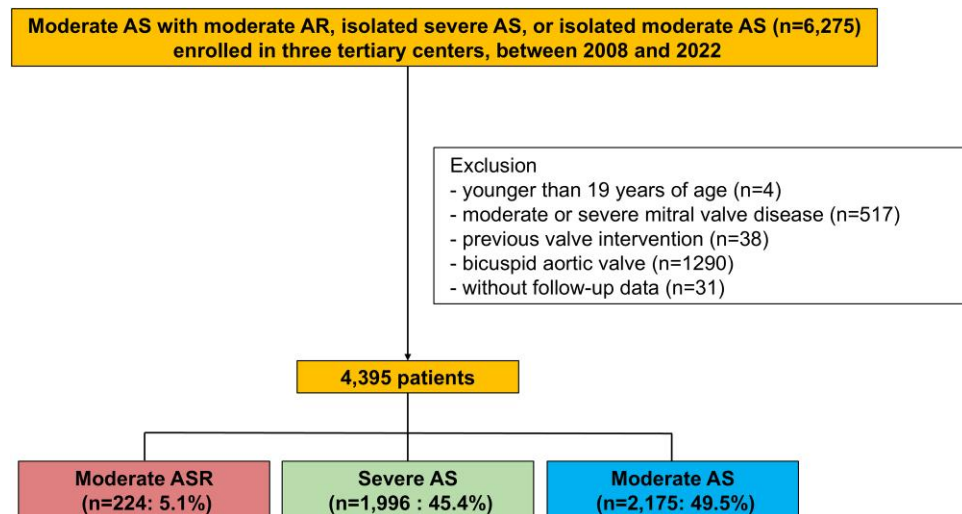 Moderate AS with moderate AR, isolated severe AS, or isolated moderate AS (n=6,275)
enrolled in three tertiary centers, between 2008 and 2022
Exclusion
- younger than 19 years of age (n=4)
- moderate or severe mitral valve disease (n=517)
- previous valve intervention (n=38)
- bicuspid aortic valve (n=1290)
- without follow-up data (n=31)
4,395 patients
Moderate ASR
(n=224: 5.1%)
Severe AS
(n=1,996 : 45.4%)
Moderate AS
(n=2,175: 49.5%)